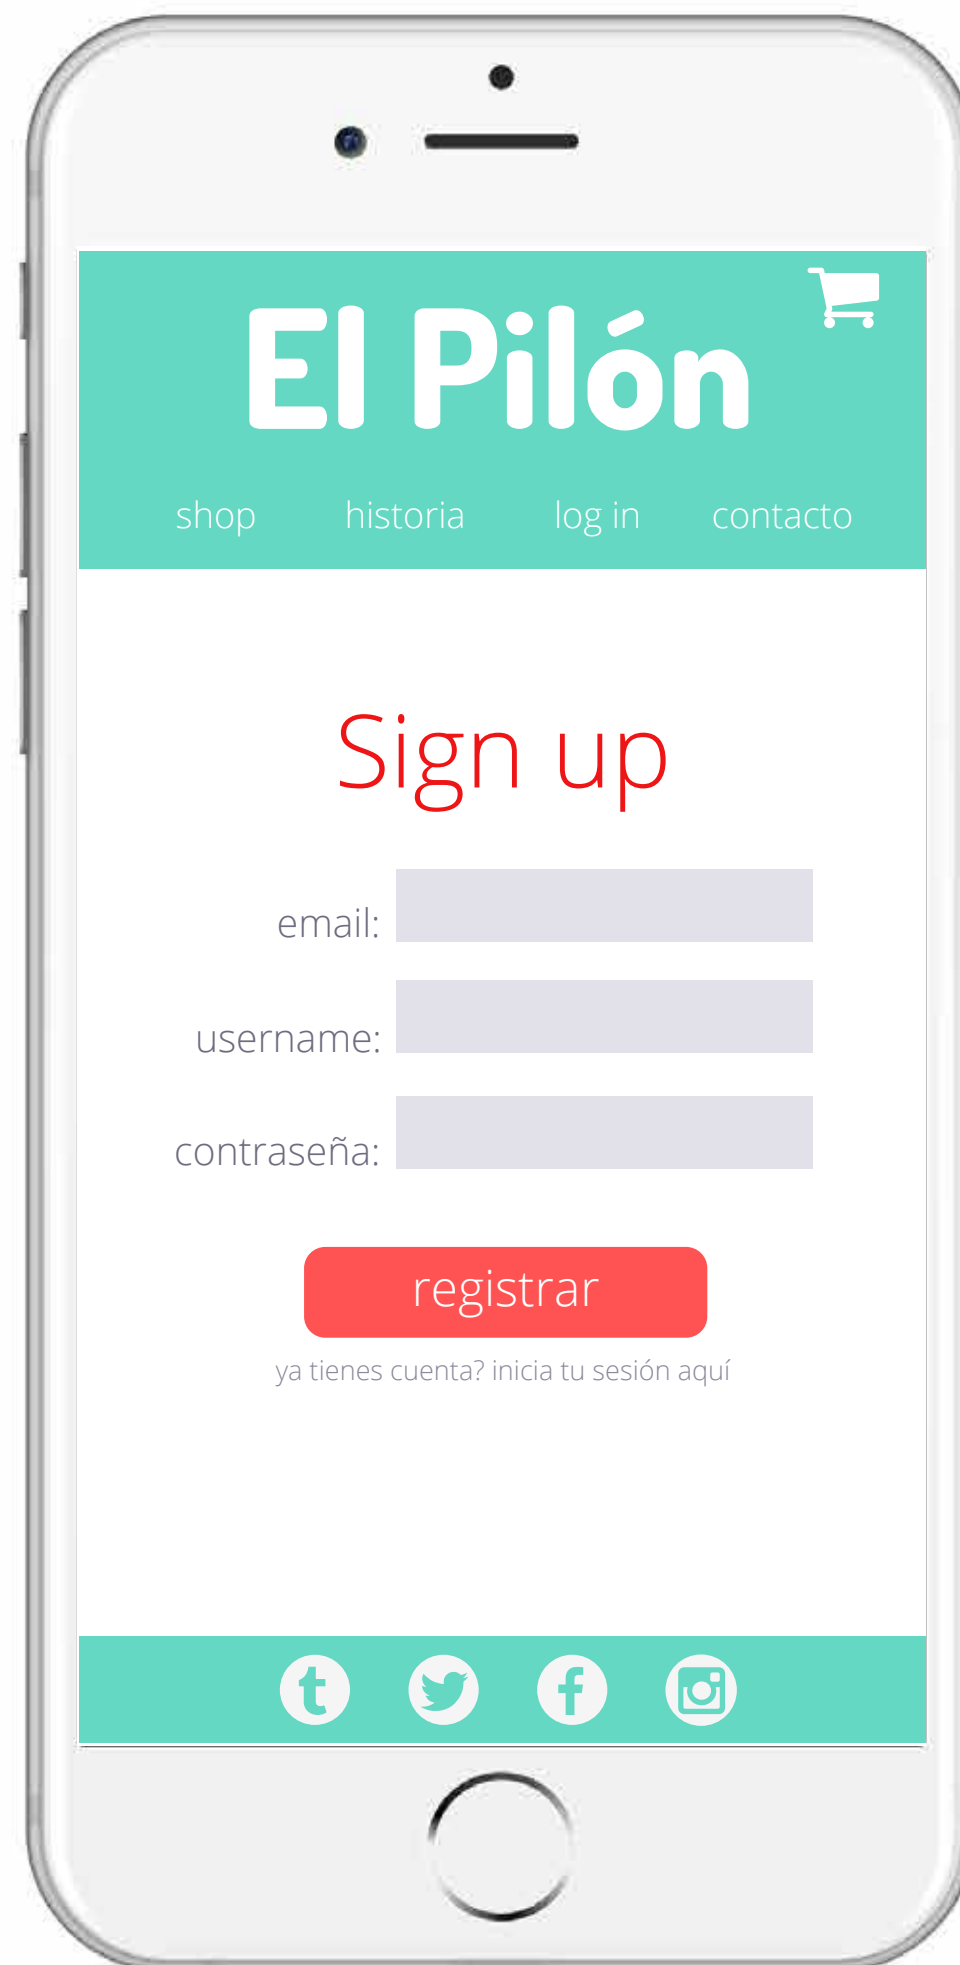 El Pilón
shop historia log in contacto
Sign up
email:
username:
contraseña:
registrar
ya tienes cuenta? inicia tu sesión aquí